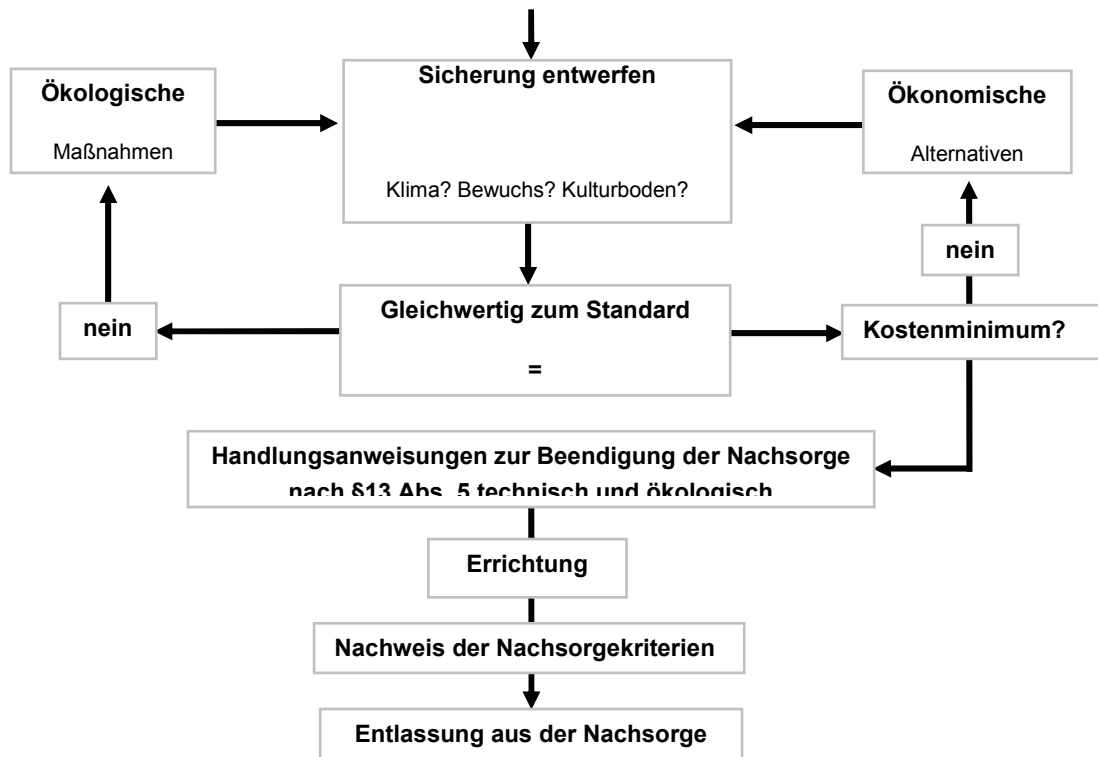 Sicherung entwerfen
Klima? Bewuchs? Kulturboden?
Ökologische
Maßnahmen
Ökonomische
Alternativen
nein
nein
Gleichwertig zum Standard
=
Kostenminimum?
Handlungsanweisungen zur Beendigung der Nachsorge
nach §13 Abs. 5 technisch und ökologisch
Errichtung
Nachweis der Nachsorgekriterien
Entlassung aus der Nachsorge